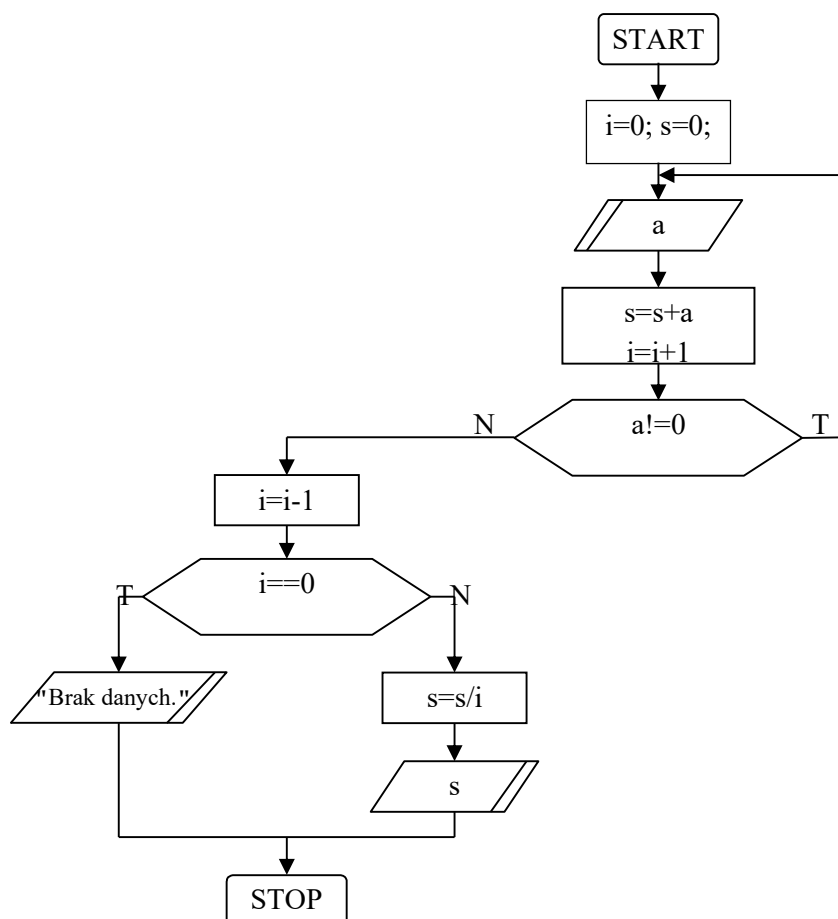 START
i=0; s=0;
a
s=s+a
i=i+1
N
a!=0
T
i=i-1
T
i==0
N
"Brak danych."
s=s/i
s
STOP